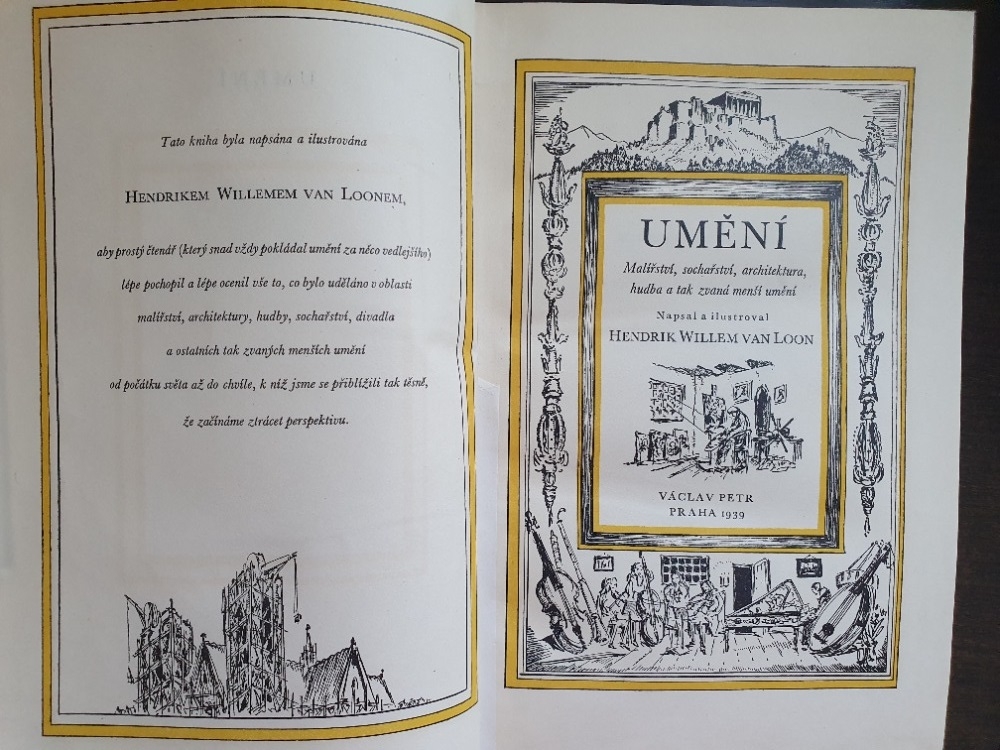 Tato kniha byla napsána a ilustrována
HENDRIKEM WILLEMEM VAN LOONEM,
aby prostý čtenář (který snad vždy pokládal umění za něco vedlejšího)
lépe pochopil a lépe ocenil vše to, co bylo uděláno v oblasti
malířství, architektury, hudby, sochařství, divadla
a ostatních tak zvaných menších umění
od počátku světa až do chvíle, k níž jsme se přiblížili tak těsně,
že začínáme ztrácet perspektivu.
UMĚNÍ
Malířství, sochařství, architektura,
hudba a tak zvaná menší umění
Napsal a ilustroval
HENDRIK WILLEM VAN LOON
VÁCLAV PETR
PRAHA 1939